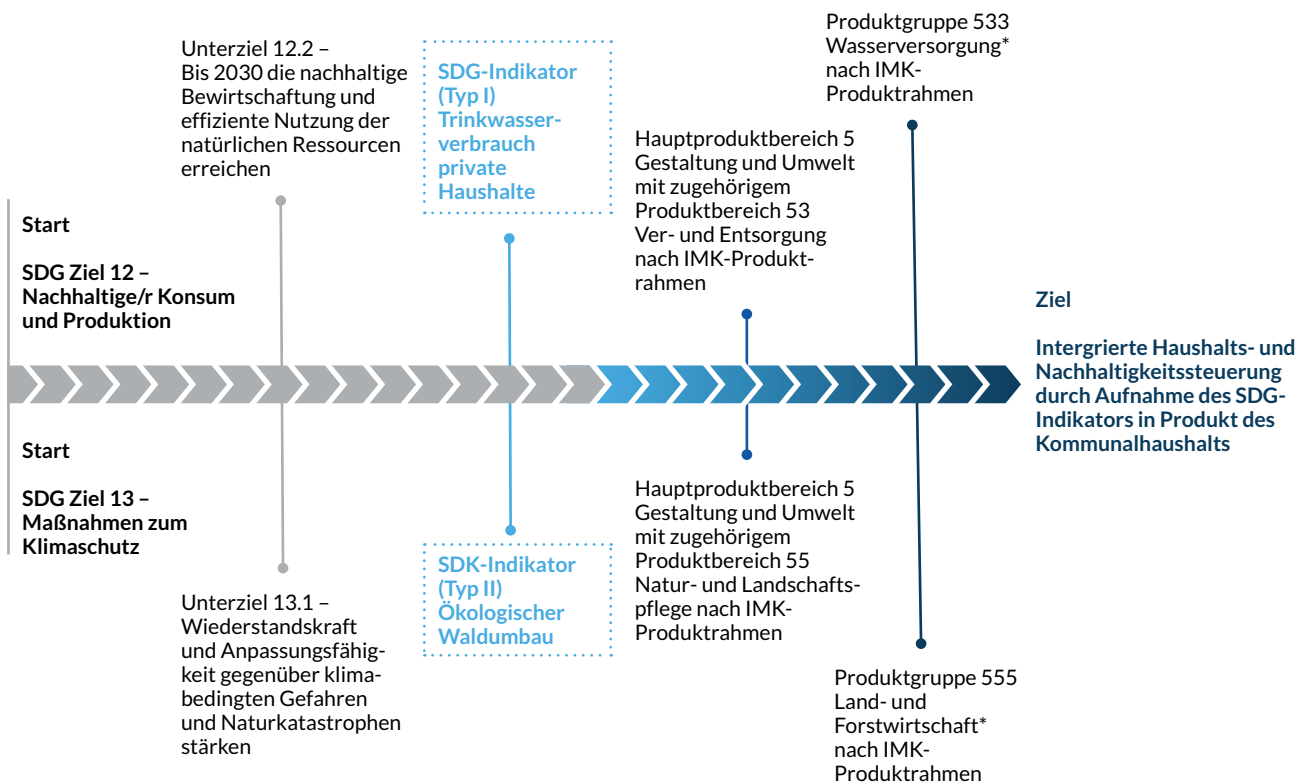 Start
SDG Ziel 12 –
Nachhaltige/r Konsum
und Produktion
Unterziel 12.2 –
Bis 2030 die nachhaltige
Bewirtschaftung und
effiziente Nutzung der
natürlichen Ressourcen
erreichen
SDG-Indikator
(Typ I)
Trinkwasser-
verbrauch
private
Haushalte
Hauptproduktbereich 5
Gestaltung und Umwelt
mit zugehörigem
Produktbereich 53
Ver- und Entsorgung
nach IMK-Produkt-
rahmen
Produktgruppe 533
Wasserversorgung*
nach IMK-
Produktrahmen
Ziel
Intergrierte Haushalts- und
Nachhaltigkeitssteuerung
durch Aufnahme des SDG-
Indikators in Produkt des
Kommunalhaushalts
Start
SDG Ziel 13 –
Maßnahmen zum
Klimaschutz
Unterziel 13.1 –
Wiederstandskraft
und Anpassungsfähig-
keit gegenüber klima-
bedingten Gefahren
und Naturkatastrophen
stärken
SDK-Indikator
(Typ II)
Ökologischer
Waldumbau
Hauptproduktbereich 5
Gestaltung und Umwelt
mit zugehörigem
Produktbereich 55
Natur- und Landschafts-
pflege nach IMK-
Produktrahmen
Produktgruppe 555
Land- und
Forstwirtschaft*
nach IMK-
Produktrahmen